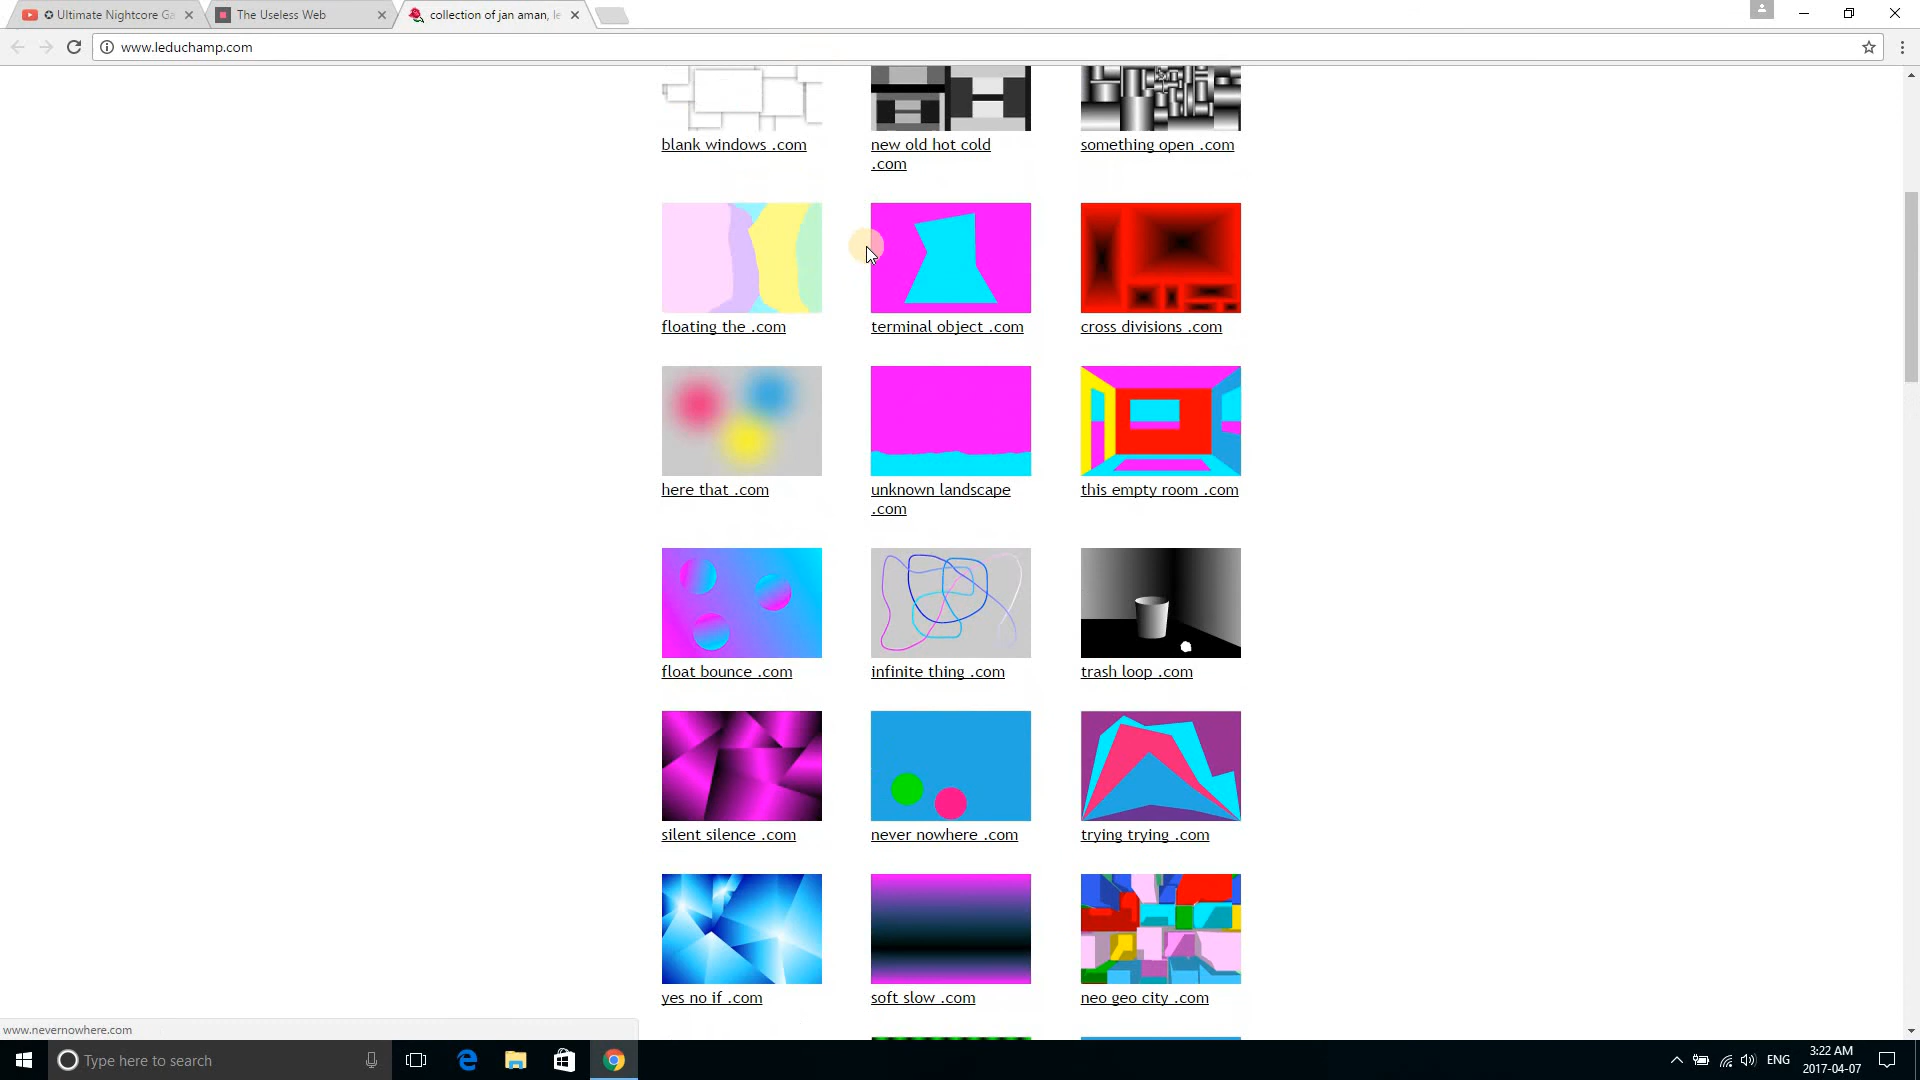 ✪ Ultimate Nightcore Ga
The Useless Web
collection of jan aman, le
www.leduchamp.com
blank windows .com
new old hot cold
.com
something open .com
floating the .com
terminal object .com
cross divisions .com
here that .com
unknown landscape
.com
this empty room .com
float bounce .com
infinite thing .com
trash loop .com
silent silence .com
never nowhere .com
trying trying .com
yes no if .com
soft slow .com
neo geo city .com
www.nevernowhere.com
Type here to search
ENG
3:22 AM
2017-04-07